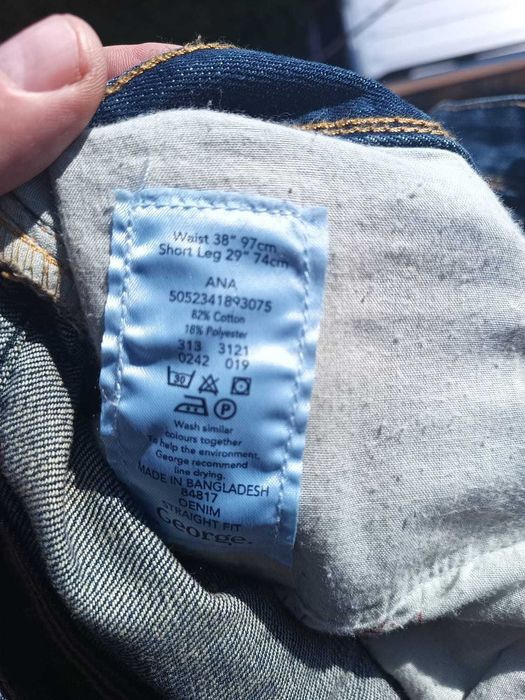 Waist 38" 97cm
Short Leg 29" 74cm
ANA
5052341893075
82% Cotton
18% Polyester
313 3121
0242 019
30
P
Wash similar
colours together
To help the environment,
George recommend
line drying.
MADE IN BANGLADESH
84817
DENIM
STRAIGHT FIT
George.